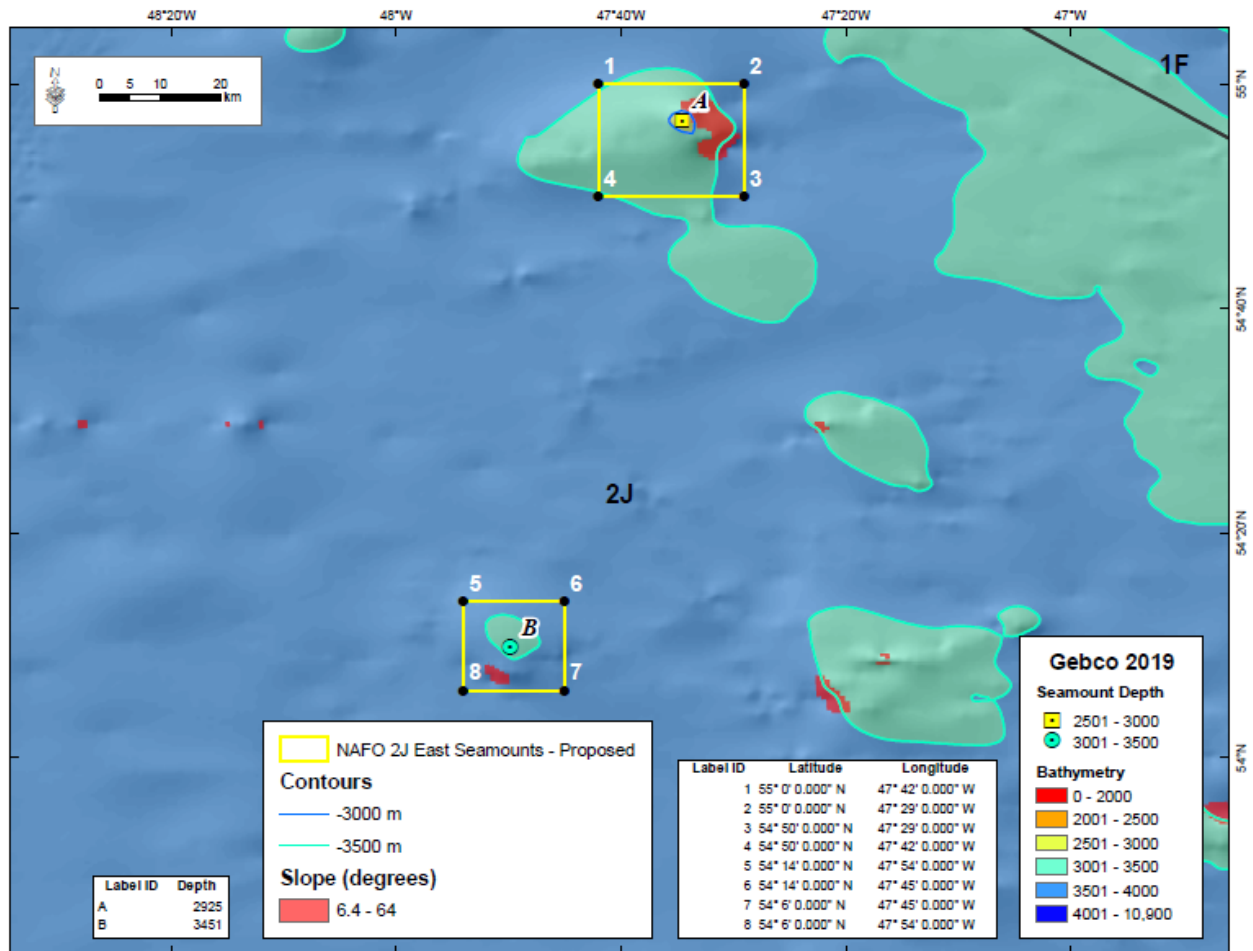 48°20'W 48°W 47°40'W 47°20'W 47°W
N
0 5 10 20
km
1 2
1F
55°N
A
4 3
54°40'N
2J
54°20'N
5 6
B
8 7
54°N
NAFO 2J East Seamounts - Proposed
Contours
-3000 m
-3500 m
Slope (degrees)
6.4 - 64
Label ID Depth
A 2925
B 3451
Label ID Latitude Longitude
1 55° 0' 0.000" N 47° 42' 0.000" W
2 55° 0' 0.000" N 47° 29' 0.000" W
3 54° 50' 0.000" N 47° 29' 0.000" W
4 54° 50' 0.000" N 47° 42' 0.000" W
5 54° 14' 0.000" N 47° 54' 0.000" W
6 54° 14' 0.000" N 47° 45' 0.000" W
7 54° 6' 0.000" N 47° 45' 0.000" W
8 54° 6' 0.000" N 47° 54' 0.000" W
Gebco 2019
Seamount Depth
2501 - 3000
3001 - 3500
Bathymetry
0 - 2000
2001 - 2500
2501 - 3000
3001 - 3500
3501 - 4000
4001 - 10,900